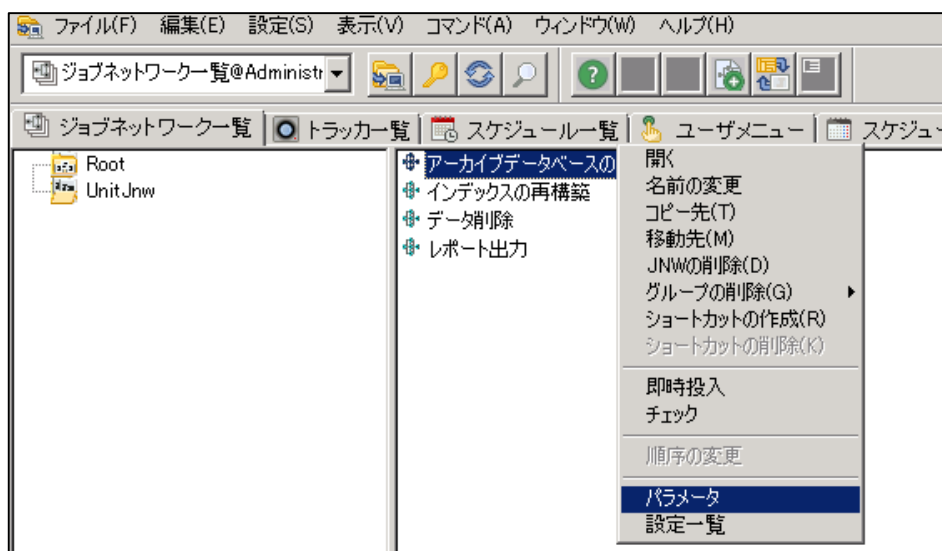 ファイル(F) 編集(E) 設定(S) 表示(V) コマンド(A) ウィンドウ(W) ヘルプ(H)
ジョブネットワーク一覧@Administr
ジョブネットワーク一覧 トラッカ一覧 スケジュール一覧 ユーザメニュー スケジュ
Root
UnitJnw
アーカイブデータベースの
インデックスの再構築
データ削除
レポート出力
開く
名前の変更
コピー先(T)
移動先(M)
JNWの削除(D)
グループの削除(G)
ショートカットの作成(R)
ショートカットの削除(K)
即時投入
チェック
順序の変更
パラメータ
設定一覧